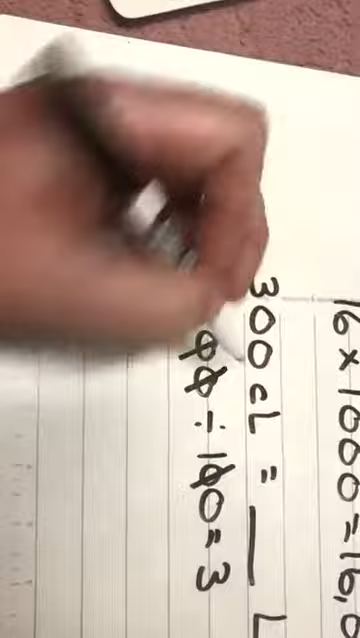 16 x 1000 = 16,0
300 cL = ___ L
00 ÷ 100 = 3